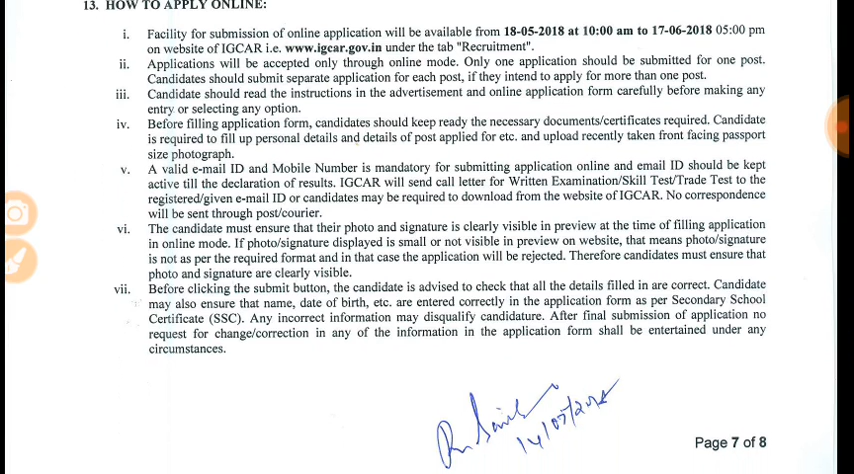 13. HOW TO APPLY ONLINE:
i. Facility for submission of online application will be available from 18-05-2018 at 10:00 am to 17-06-2018 05:00 pm
on website of IGCAR i.e. www.igcar.gov.in under the tab "Recruitment".
ii. Applications will be accepted only through online mode. Only one application should be submitted for one post.
Candidates should submit separate application for each post, if they intend to apply for more than one post.
iii. Candidate should read the instructions in the advertisement and online application form carefully before making any
entry or selecting any option.
iv. Before filling application form, candidates should keep ready the necessary documents/certificates required. Candidate
is required to fill up personal details and details of post applied for etc. and upload recently taken front facing passport
size photograph.
v. A valid e-mail ID and Mobile Number is mandatory for submitting application online and email ID should be kept
active till the declaration of results. IGCAR will send call letter for Written Examination/Skill Test/Trade Test to the
registered/given e-mail ID or candidates may be required to download from the website of IGCAR. No correspondence
will be sent through post/courier.
vi. The candidate must ensure that their photo and signature is clearly visible in preview at the time of filling application
in online mode. If photo/signature displayed is small or not visible in preview on website, that means photo/signature
is not as per the required format and in that case the application will be rejected. Therefore candidates must ensure that
photo and signature are clearly visible.
vii. Before clicking the submit button, the candidate is advised to check that all the details filled in are correct. Candidate
may also ensure that name, date of birth, etc. are entered correctly in the application form as per Secondary School
Certificate (SSC). Any incorrect information may disqualify candidature. After final submission of application no
request for change/correction in any of the information in the application form shall be entertained under any
circumstances.
Page 7 of 8